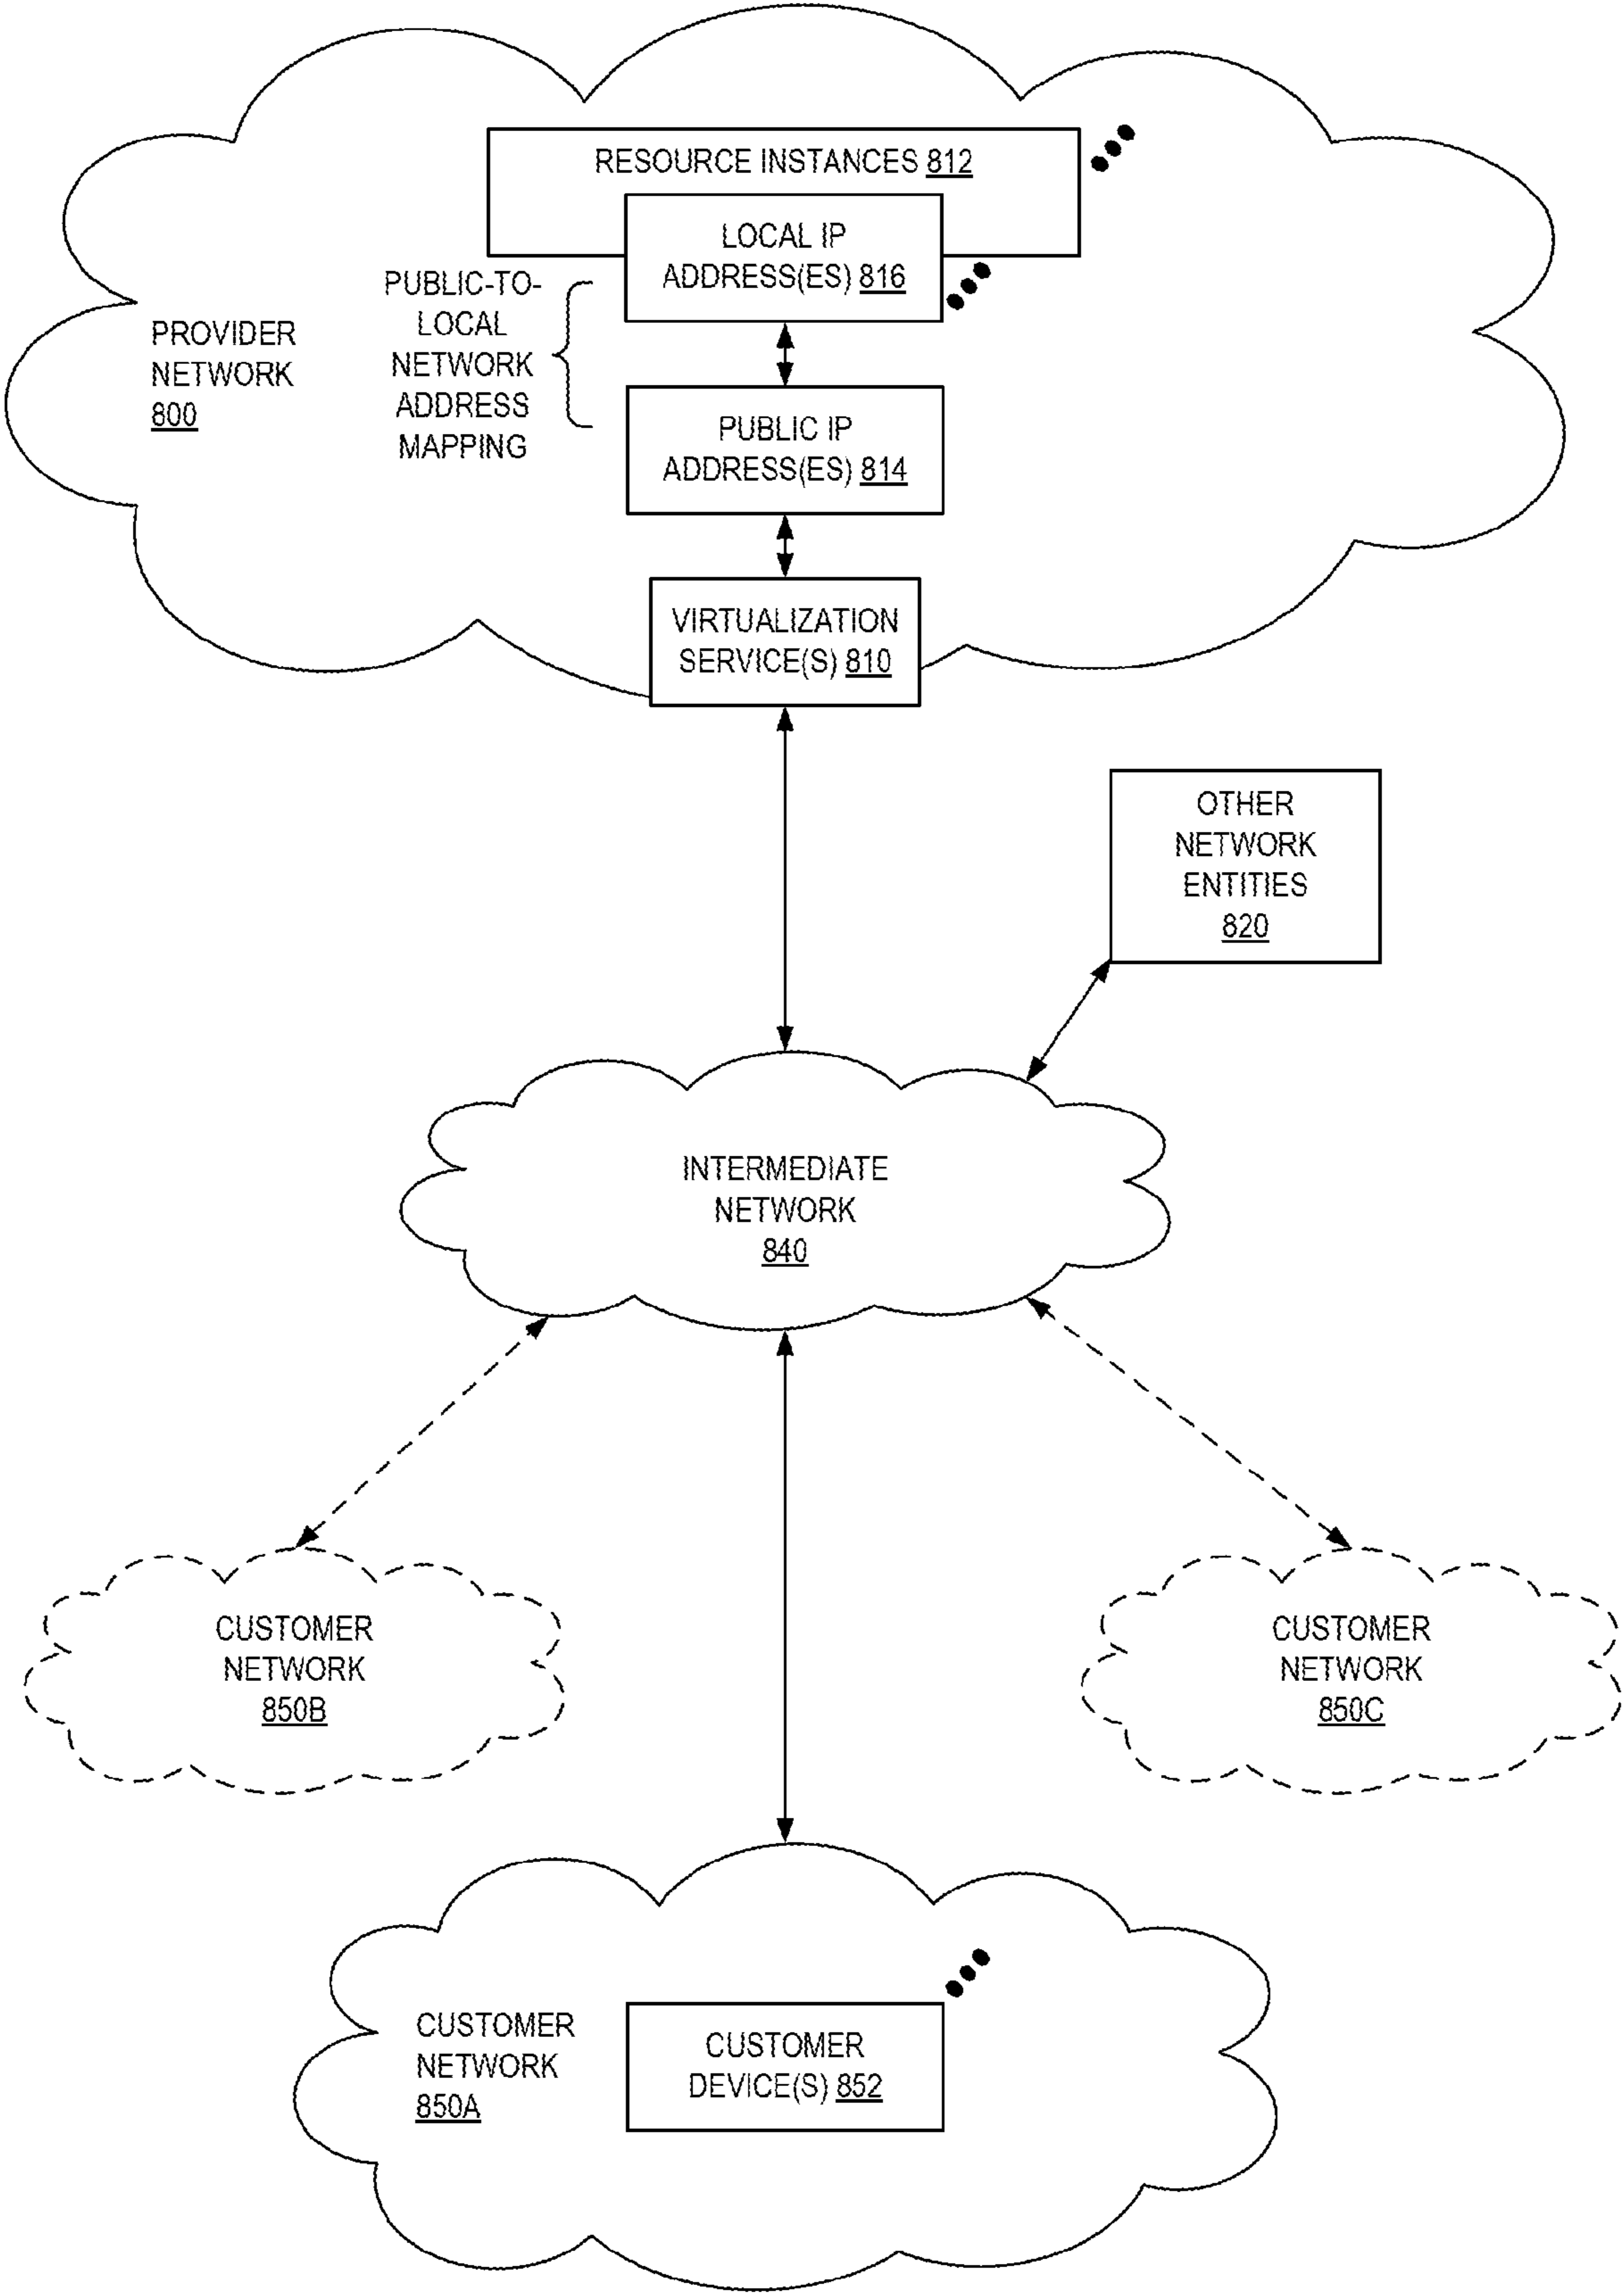 RESOURCE INSTANCES 812
LOCAL IP
ADDRESS(ES) 816
PUBLIC-TO-
LOCAL
NETWORK
ADDRESS
MAPPING
PROVIDER
NETWORK
800
PUBLIC IP
ADDRESS(ES) 814
VIRTUALIZATION
SERVICE(S) 810
OTHER
NETWORK
ENTITIES
820
INTERMEDIATE
NETWORK
840
CUSTOMER
NETWORK
850B
CUSTOMER
NETWORK
850C
CUSTOMER
NETWORK
850A
CUSTOMER
DEVICE(S) 852